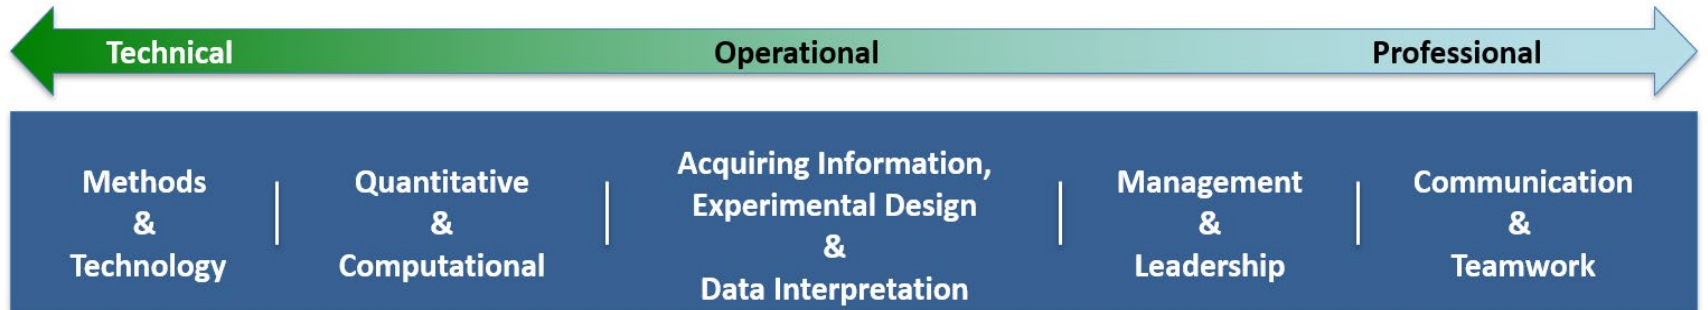 Technical Operational Professional
Methods
&
Technology
Quantitative
&
Computational
Acquiring Information,
Experimental Design
&
Data Interpretation
Management
&
Leadership
Communication
&
Teamwork